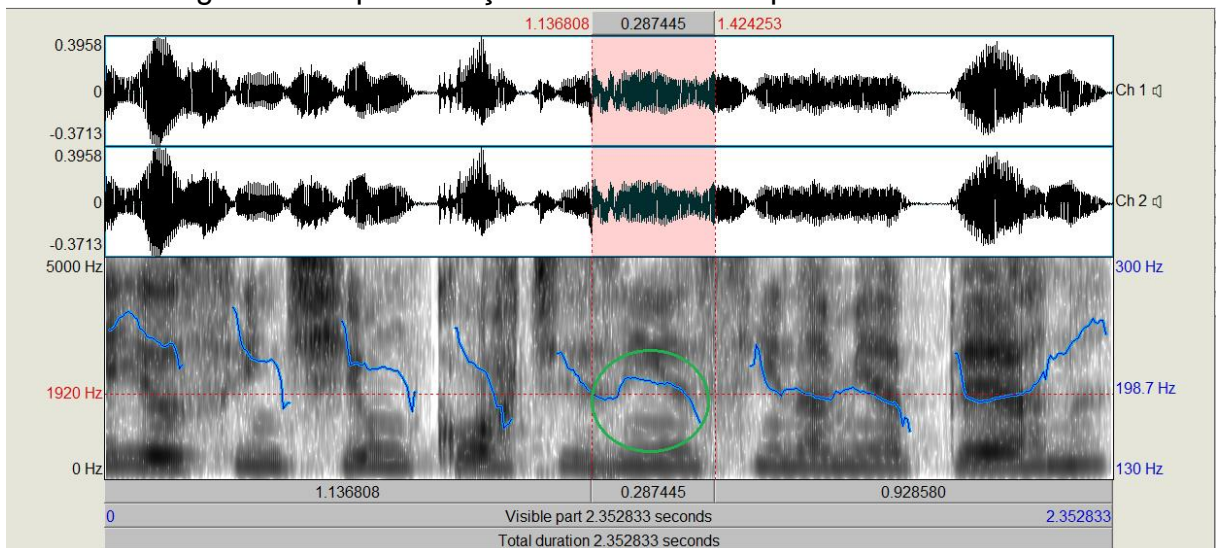 1.136808 0.287445 1.424253
0.3958
0
-0.3713
Ch 1
0.3958
0
-0.3713
Ch 2
5000 Hz
300 Hz
1920 Hz
198.7 Hz
0 Hz
130 Hz
1.136808 0.287445 0.928580
0 Visible part 2.352833 seconds 2.352833
Total duration 2.352833 seconds